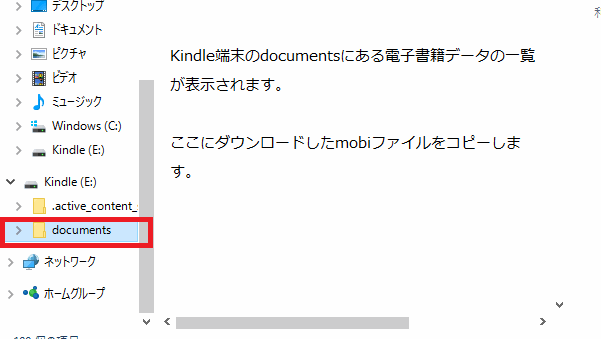 デスクトップ
ドキュメント
ピクチャ
ビデオ
ミュージック
Windows (C:)
Kindle (E:)
Kindle (E:)
.active_content_
documents
ネットワーク
ホームグループ
Kindle端末のdocumentsにある電子書籍データの一覧
が表示されます。
ここにダウンロードしたmobiファイルをコピーしま
す。